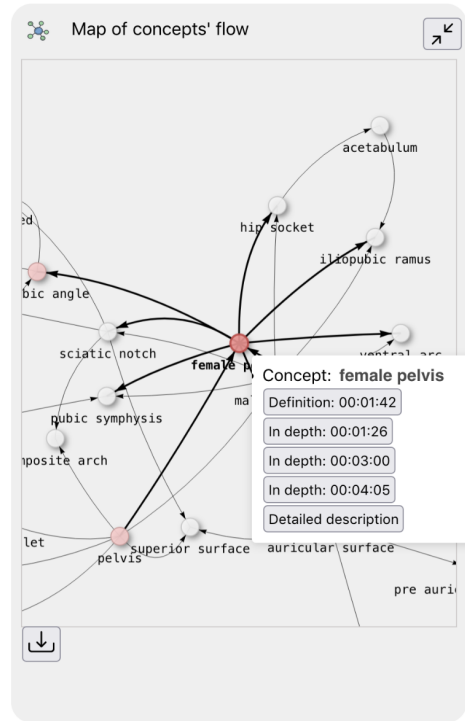 Map of concepts' flow
acetabulum
hip socket
iliopubic ramus
bic angle
sciatic notch
ventral arc
female p
Concept: female pelvis
Definition: 00:01:42
pubic symphysis
ma
In depth: 00:01:26
mposite arch
In depth: 00:03:00
In depth: 00:04:05
Detailed description
let
pelvis
superior surface
auricular surface
pre auric